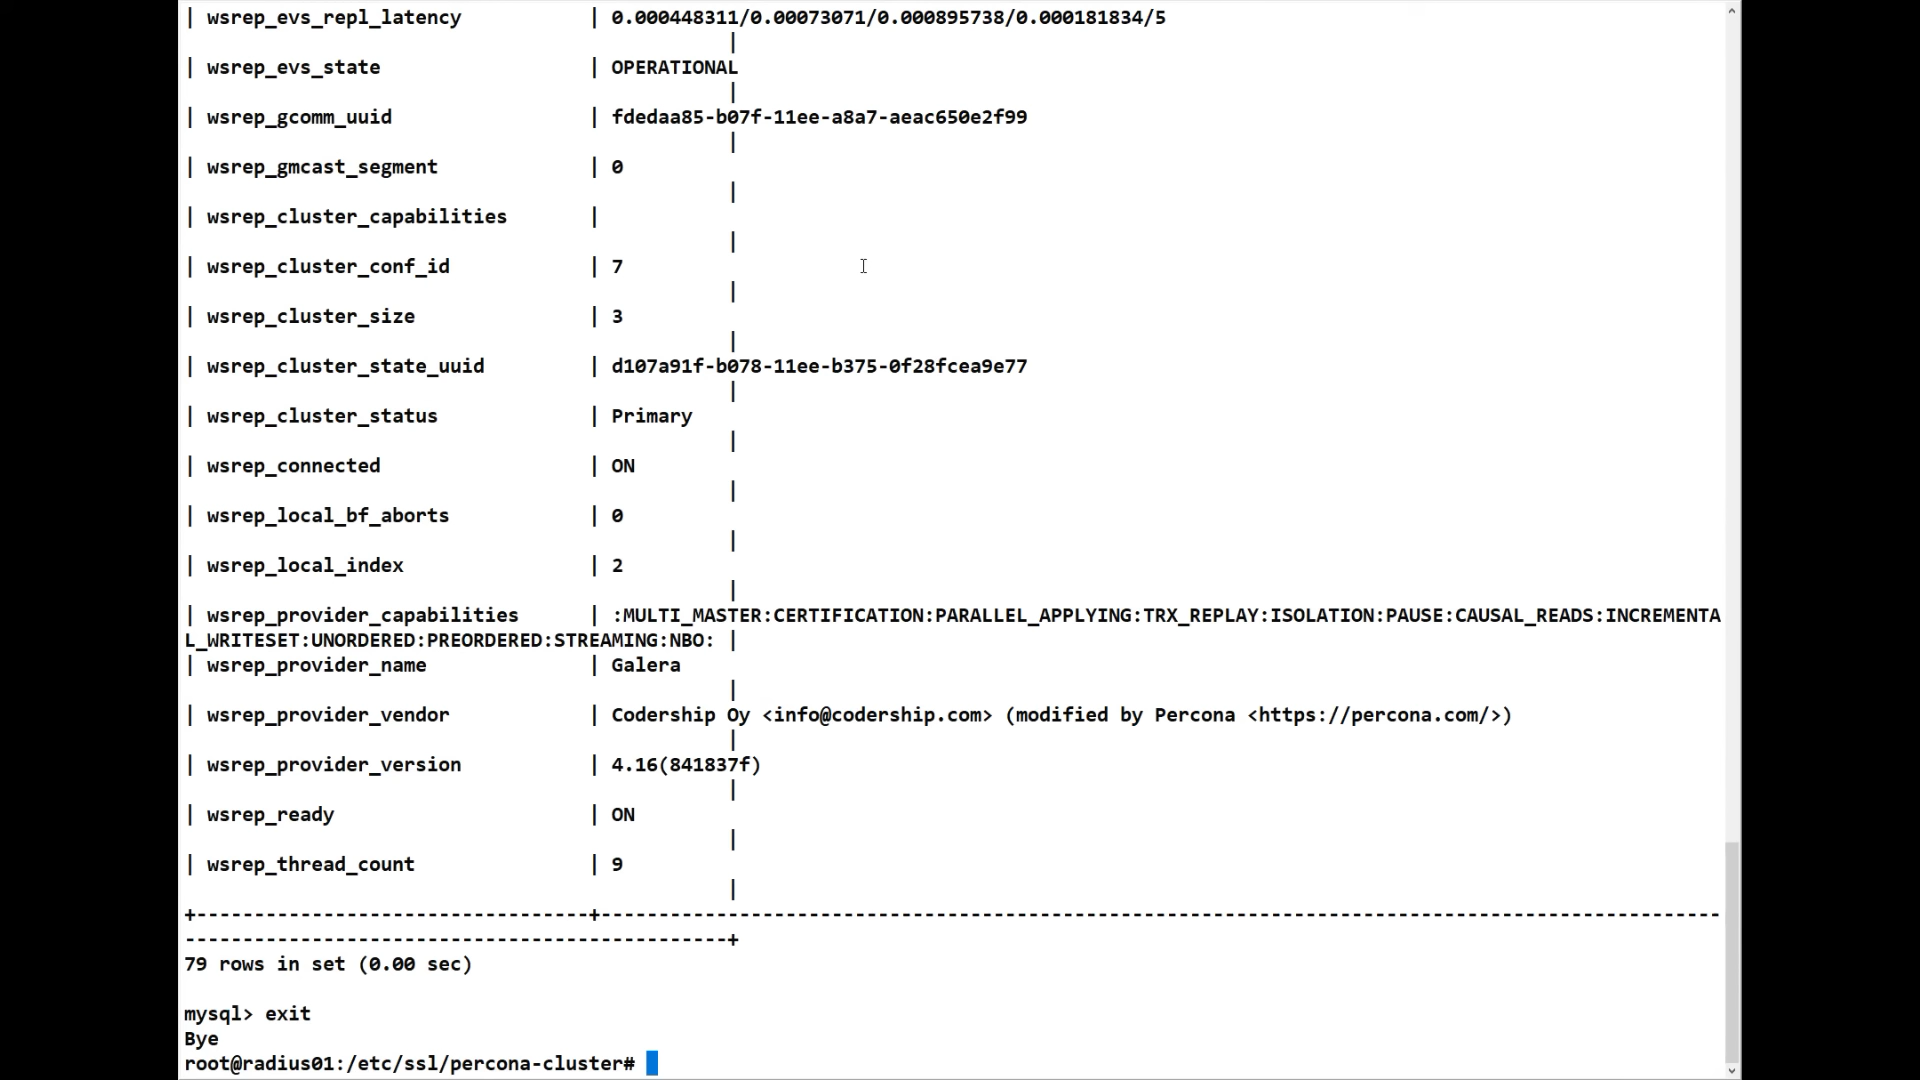 | wsrep_evs_repl_latency | 0.000448311/0.00073071/0.000895738/0.000181834/5
|
| wsrep_evs_state | OPERATIONAL
|
| wsrep_gcomm_uuid | fdedaa85-b07f-11ee-a8a7-aeac650e2f99
|
| wsrep_gmcast_segment | 0
|
| wsrep_cluster_capabilities |
|
| wsrep_cluster_conf_id | 7
|
| wsrep_cluster_size | 3
|
| wsrep_cluster_state_uuid | d107a91f-b078-11ee-b375-0f28fcea9e77
|
| wsrep_cluster_status | Primary
|
| wsrep_connected | ON
|
| wsrep_local_bf_aborts | 0
|
| wsrep_local_index | 2
|
| wsrep_provider_capabilities | :MULTI_MASTER:CERTIFICATION:PARALLEL_APPLYING:TRX_REPLAY:ISOLATION:PAUSE:CAUSAL_READS:INCREMENTA
L_WRITESET:UNORDERED:PREORDERED:STREAMING:NBO: |
| wsrep_provider_name | Galera
|
| wsrep_provider_vendor | Codership Oy <info@codership.com> (modified by Percona <https://percona.com/>)
|
| wsrep_provider_version | 4.16(841837f)
|
| wsrep_ready | ON
|
| wsrep_thread_count | 9
|
+----------------------------------+-------------------------------------------------------------------------------------------------
-----------------------------------------------+
79 rows in set (0.00 sec)
mysql> exit
Bye
root@radius01:/etc/ssl/percona-cluster#